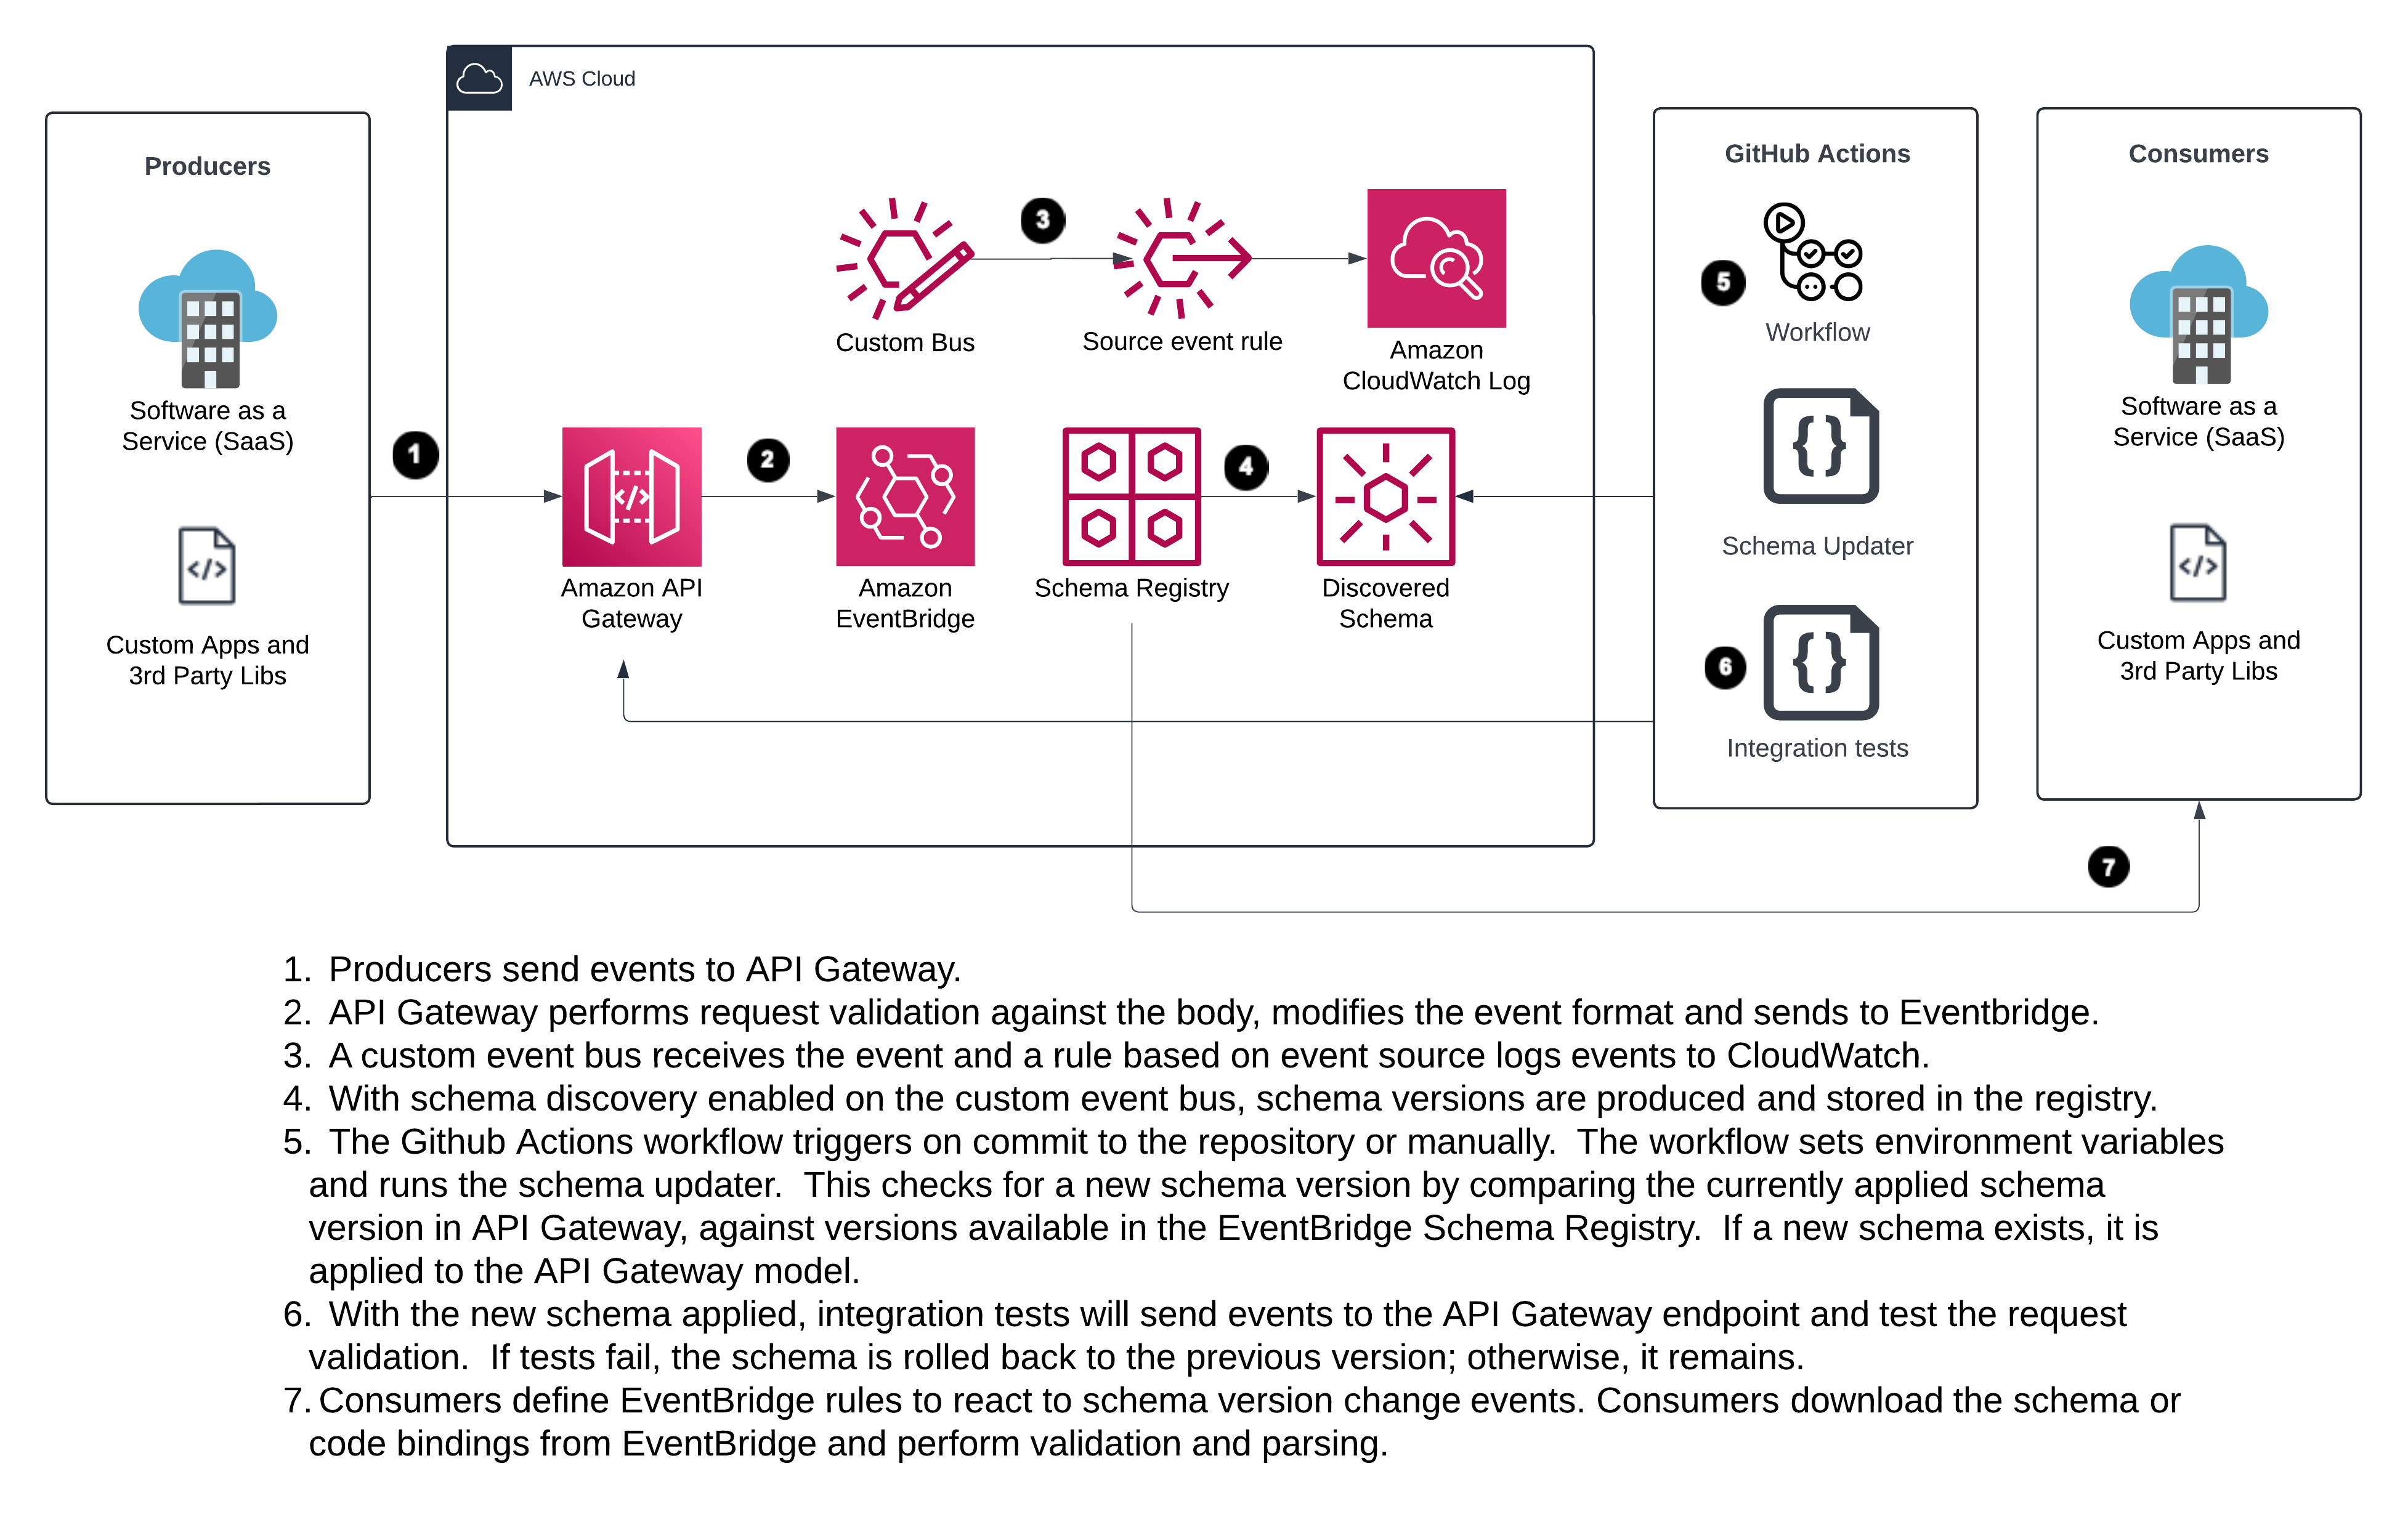 AWS Cloud
Producers
Software as a
Service (SaaS)
Custom Apps and
3rd Party Libs
1
2
3
Custom Bus
Source event rule
Amazon
CloudWatch Log
Amazon API
Gateway
Amazon
EventBridge
4
Schema Registry
Discovered
Schema
GitHub Actions
5
Workflow
Schema Updater
6
Integration tests
Consumers
Software as a
Service (SaaS)
Custom Apps and
3rd Party Libs
7
1. Producers send events to API Gateway.
2. API Gateway performs request validation against the body, modifies the event format and sends to Eventbridge.
3. A custom event bus receives the event and a rule based on event source logs events to CloudWatch.
4. With schema discovery enabled on the custom event bus, schema versions are produced and stored in the registry.
5. The Github Actions workflow triggers on commit to the repository or manually. The workflow sets environment variables
and runs the schema updater. This checks for a new schema version by comparing the currently applied schema
version in API Gateway, against versions available in the EventBridge Schema Registry. If a new schema exists, it is
applied to the API Gateway model.
6. With the new schema applied, integration tests will send events to the API Gateway endpoint and test the request
validation. If tests fail, the schema is rolled back to the previous version; otherwise, it remains.
7. Consumers define EventBridge rules to react to schema version change events. Consumers download the schema or
code bindings from EventBridge and perform validation and parsing.